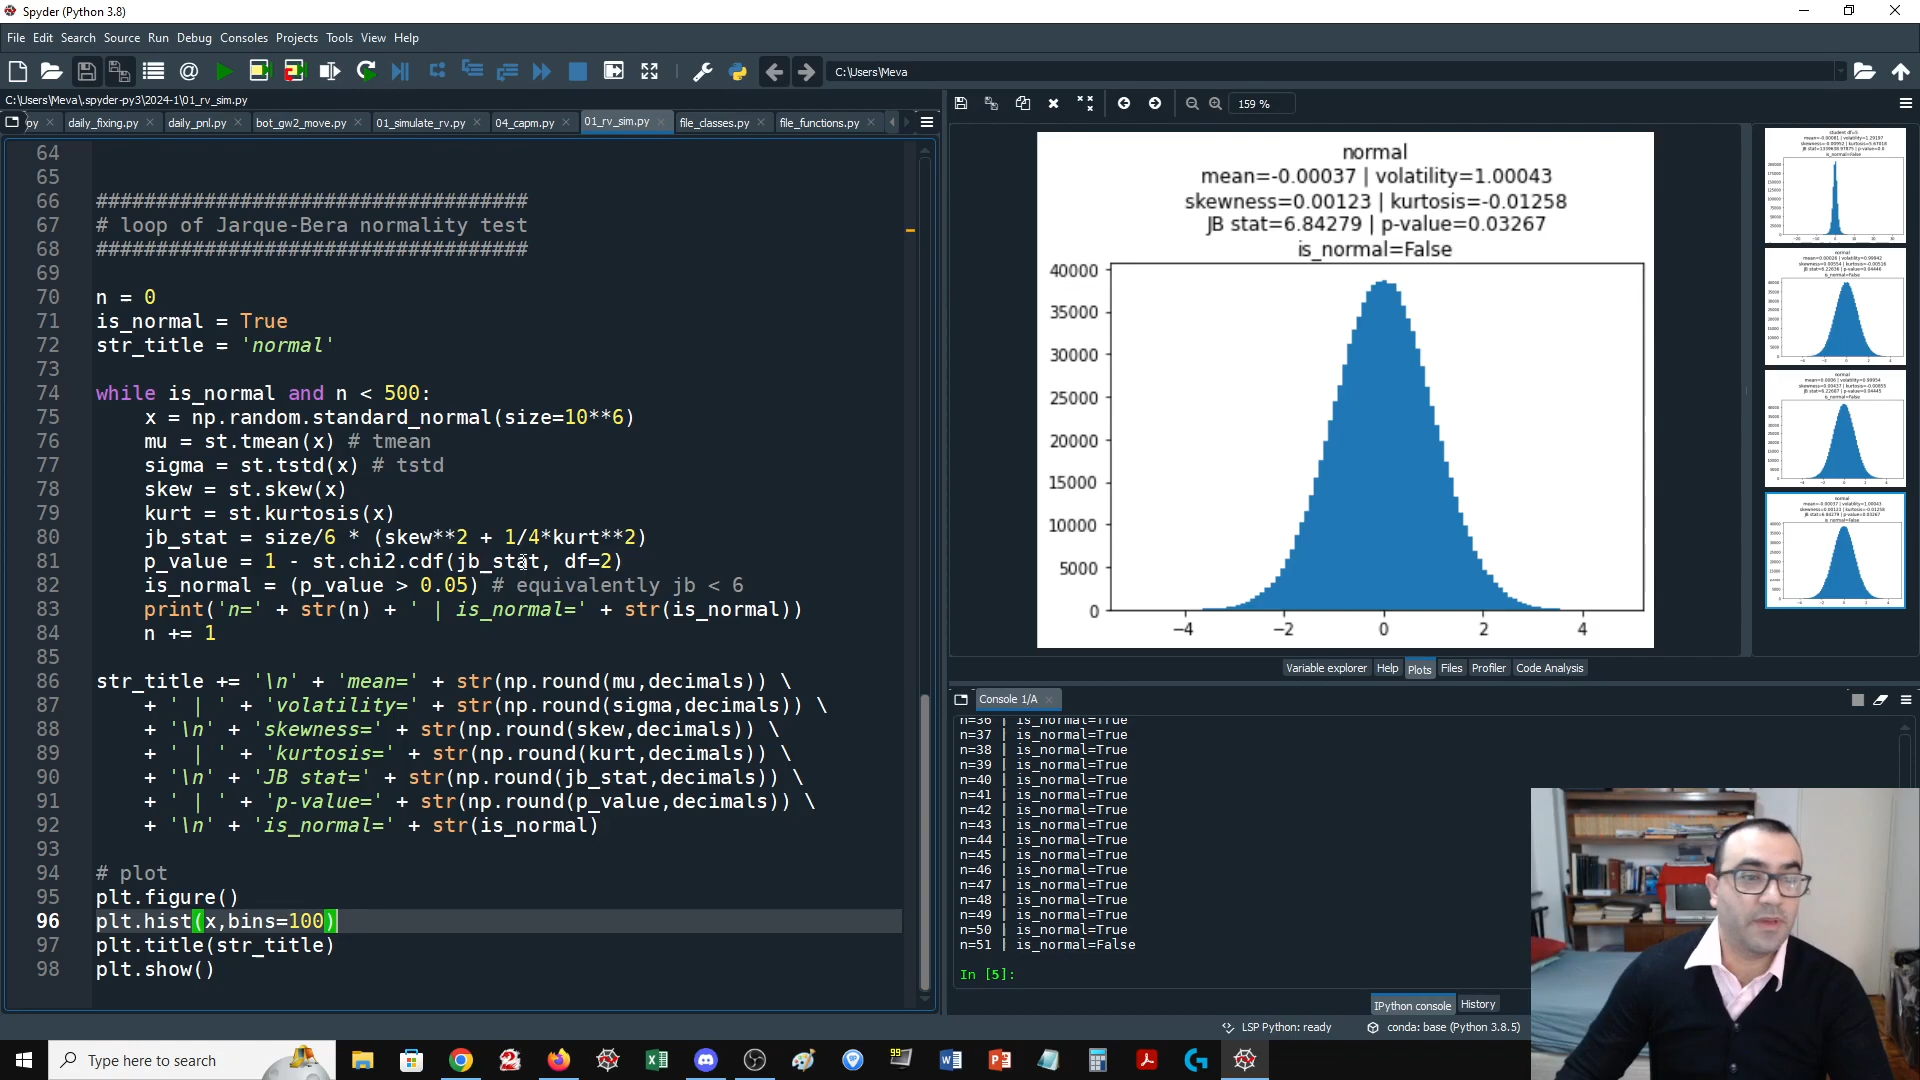 Spyder (Python 3.8)
File Edit Search Source Run Debug Consoles Projects Tools View Help
C:\Users\Meva
C:\Users\Meva\.spyder-py3\2024-1\01_rv_sim.py
py daily_fixing.py daily_pnl.py bot_gw2_move.py 01_simulate_rv.py 04_capm.py 01_rv_sim.py file_classes.py file_functions.py
64
65
66 ####################################
67 # loop of Jarque-Bera normality test
68 ####################################
69
70 n = 0
71 is_normal = True
72 str_title = 'normal'
73
74 while is_normal and n < 500:
75 x = np.random.standard_normal(size=10**6)
76 mu = st.tmean(x) # tmean
77 sigma = st.tstd(x) # tstd
78 skew = st.skew(x)
79 kurt = st.kurtosis(x)
80 jb_stat = size/6 * (skew**2 + 1/4*kurt**2)
81 p_value = 1 - st.chi2.cdf(jb_stat, df=2)
82 is_normal = (p_value > 0.05) # equivalently jb < 6
83 print('n=' + str(n) + ' | is_normal=' + str(is_normal))
84 n += 1
85
86 str_title += '\n' + 'mean=' + str(np.round(mu,decimals)) \
87 + ' | ' + 'volatility=' + str(np.round(sigma,decimals)) \
88 + '\n' + 'skewness=' + str(np.round(skew,decimals)) \
89 + ' | ' + 'kurtosis=' + str(np.round(kurt,decimals)) \
90 + '\n' + 'JB stat=' + str(np.round(jb_stat,decimals)) \
91 + ' | ' + 'p-value=' + str(np.round(p_value,decimals)) \
92 + '\n' + 'is_normal=' + str(is_normal)
93
94 # plot
95 plt.figure()
96 plt.hist(x,bins=100)
97 plt.title(str_title)
98 plt.show()
159 %
normal
mean=-0.00037 | volatility=1.00043
skewness=0.00123 | kurtosis=-0.01258
JB stat=6.84279 | p-value=0.03267
is_normal=False
40000
35000
30000
25000
20000
15000
10000
5000
0
−4 −2 0 2 4
Variable explorer Help Plots Files Profiler Code Analysis
Console 1/A
n=36 | is_normal=True
n=37 | is_normal=True
n=38 | is_normal=True
n=39 | is_normal=True
n=40 | is_normal=True
n=41 | is_normal=True
n=42 | is_normal=True
n=43 | is_normal=True
n=44 | is_normal=True
n=45 | is_normal=True
n=46 | is_normal=True
n=47 | is_normal=True
n=48 | is_normal=True
n=49 | is_normal=True
n=50 | is_normal=True
n=51 | is_normal=False
In [5]:
IPython console History
LSP Python: ready conda: base (Python 3.8.5)
Type here to search